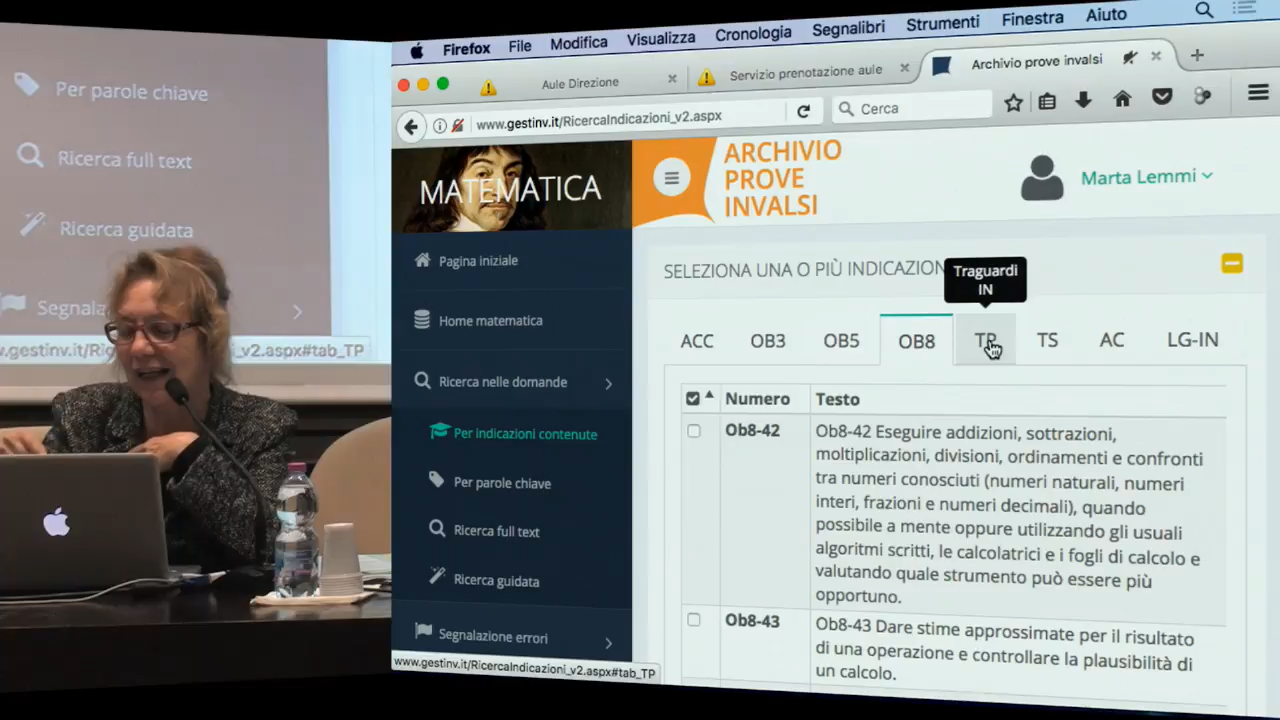 Per parole chiave
Ricerca full text
Ricerca guidata
Segnala
_v2.aspx#tab_TP
Firefox File Modifica Visualizza Cronologia Segnalibri Strumenti Finestra Aiuto
Aule Direzione
Servizio prenotazione aule
Archivio prove invalsi
www.gestinv.it/RicercaIndicazioni_v2.aspx
Cerca
MATEMATICA
ARCHIVIO
PROVE
INVALSI
Marta Lemmi
Pagina iniziale
Home matematica
Ricerca nelle domande
Per indicazioni contenute
Per parole chiave
Ricerca full text
Ricerca guidata
Segnalazione errori
www.gestinv.it/RicercaIndicazioni_v2.aspx#tab_TP
SELEZIONA UNA O PIÙ INDICAZION
Traguardi
IN
ACC OB3 OB5 OB8 TP TS AC LG-IN
Numero Testo
Ob8-42 Ob8-42 Eseguire addizioni, sottrazioni,
moltiplicazioni, divisioni, ordinamenti e confronti
tra numeri conosciuti (numeri naturali, numeri
interi, frazioni e numeri decimali), quando
possibile a mente oppure utilizzando gli usuali
algoritmi scritti, le calcolatrici e i fogli di calcolo e
valutando quale strumento può essere più
opportuno.
Ob8-43 Ob8-43 Dare stime approssimate per il risultato
di una operazione e controllare la plausibilità di
un calcolo.